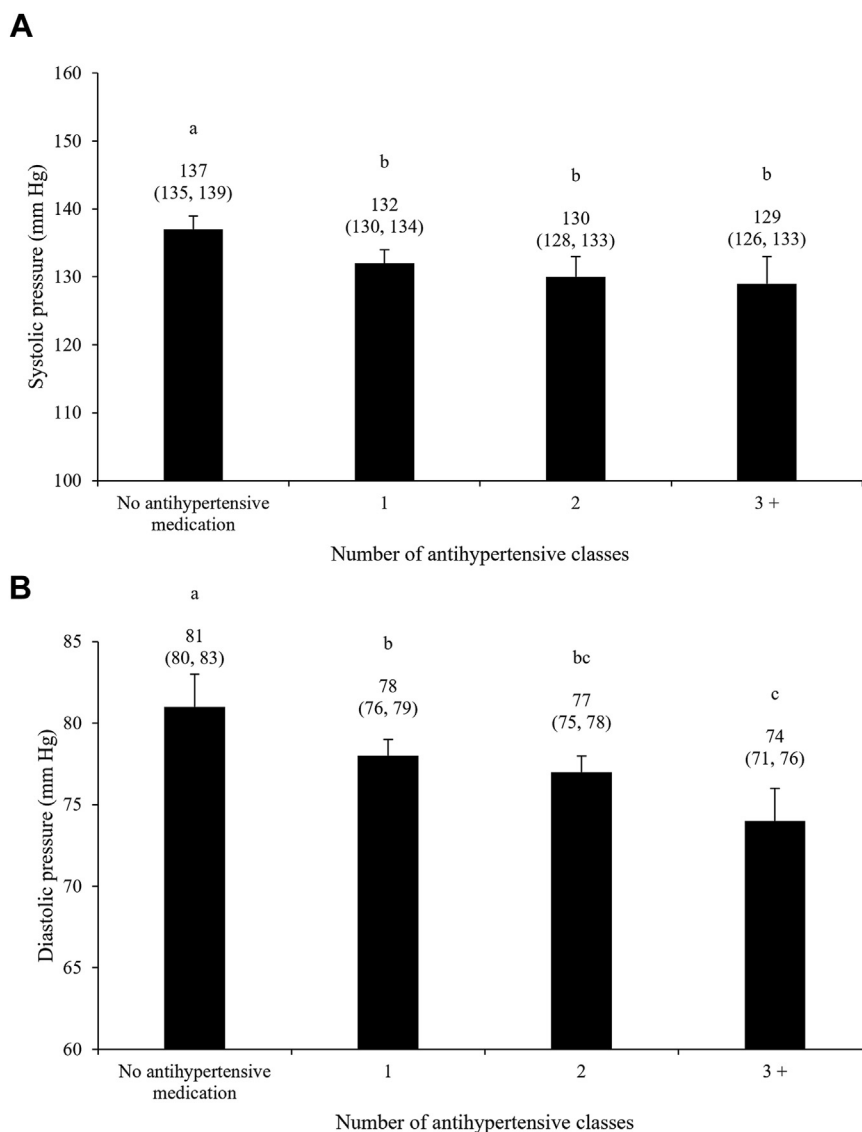 A
160
150
140
130
120
110
100
Systolic pressure (mm Hg)
a
137
(135, 139)
b
132
(130, 134)
b
130
(128, 133)
b
129
(126, 133)
No antihypertensive
medication
1
2
3 +
Number of antihypertensive classes
B
85
80
75
70
65
60
Diastolic pressure (mm Hg)
a
81
(80, 83)
b
78
(76, 79)
bc
77
(75, 78)
c
74
(71, 76)
No antihypertensive
medication
1
2
3 +
Number of antihypertensive classes